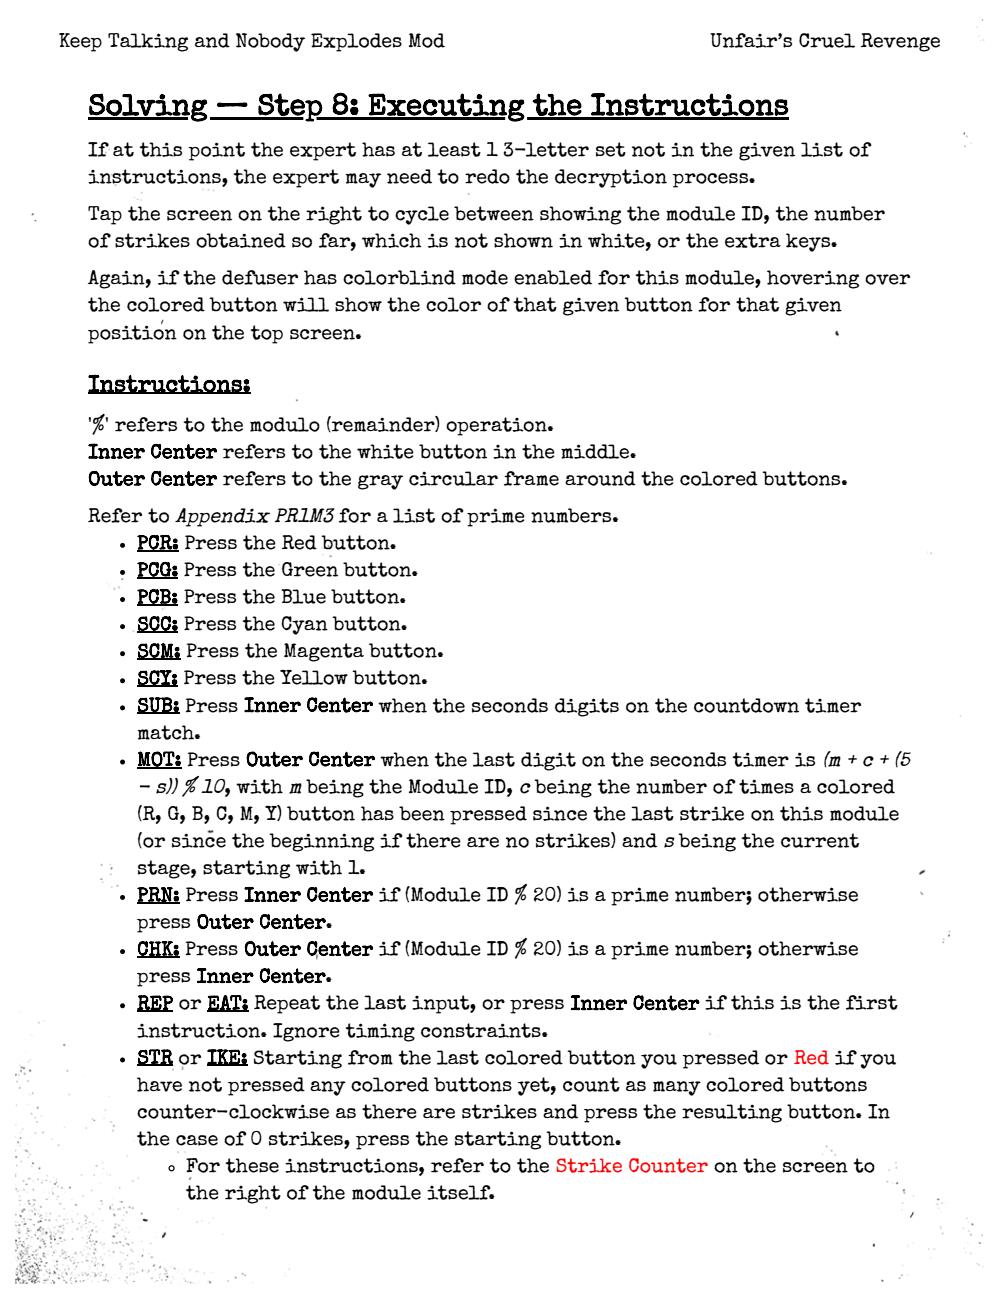 Keep Talking and Nobody Explodes Mod
Unfair's Cruel Revenge
Solving — Step 8: Executing the Instructions
If at this point the expert has at least 1 3-letter set not in the given list of
instructions, the expert may need to redo the decryption process.
Tap the screen on the right to cycle between showing the module ID, the number
of strikes obtained so far, which is not shown in white, or the extra keys.
Again, if the defuser has colorblind mode enabled for this module, hovering over
the colored button will show the color of that given button for that given
position on the top screen.
Instructions:
'%' refers to the modulo (remainder) operation.
Inner Center refers to the white button in the middle.
Outer Center refers to the gray circular frame around the colored buttons.
Refer to Appendix PR1M3 for a list of prime numbers.
• PCR: Press the Red button.
• PCG: Press the Green button.
• PCB: Press the Blue button.
• SCC: Press the Cyan button.
• SCM: Press the Magenta button.
• SCY: Press the Yellow button.
• SUB: Press Inner Center when the seconds digits on the countdown timer
match.
• MOT: Press Outer Center when the last digit on the seconds timer is (m + c + (5
− s)) % 10, with m being the Module ID, c being the number of times a colored
(R, G, B, C, M, Y) button has been pressed since the last strike on this module
(or since the beginning if there are no strikes) and s being the current
stage, starting with 1.
• PRN: Press Inner Center if (Module ID % 20) is a prime number; otherwise
press Outer Center.
• CHK: Press Outer Center if (Module ID % 20) is a prime number; otherwise
press Inner Center.
• REP or EAT: Repeat the last input, or press Inner Center if this is the first
instruction. Ignore timing constraints.
• STR or IKE: Starting from the last colored button you pressed or Red if you
have not pressed any colored buttons yet, count as many colored buttons
counter-clockwise as there are strikes and press the resulting button. In
the case of 0 strikes, press the starting button.
◦ For these instructions, refer to the Strike Counter on the screen to
the right of the module itself.